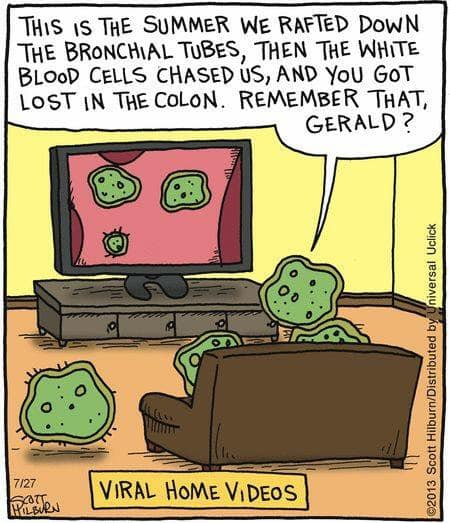 THIS IS THE SUMMER WE RAFTED DOWN
THE BRONCHIAL TUBES, THEN THE WHITE
BLOOD CELLS CHASED US, AND YOU GOT
LOST IN THE COLON. REMEMBER THAT,
GERALD?
©2013 Scott Hilburn/Distributed by Universal Uclick
7/27
SCOTT
HILBURN
VIRAL HOME VIDEOS